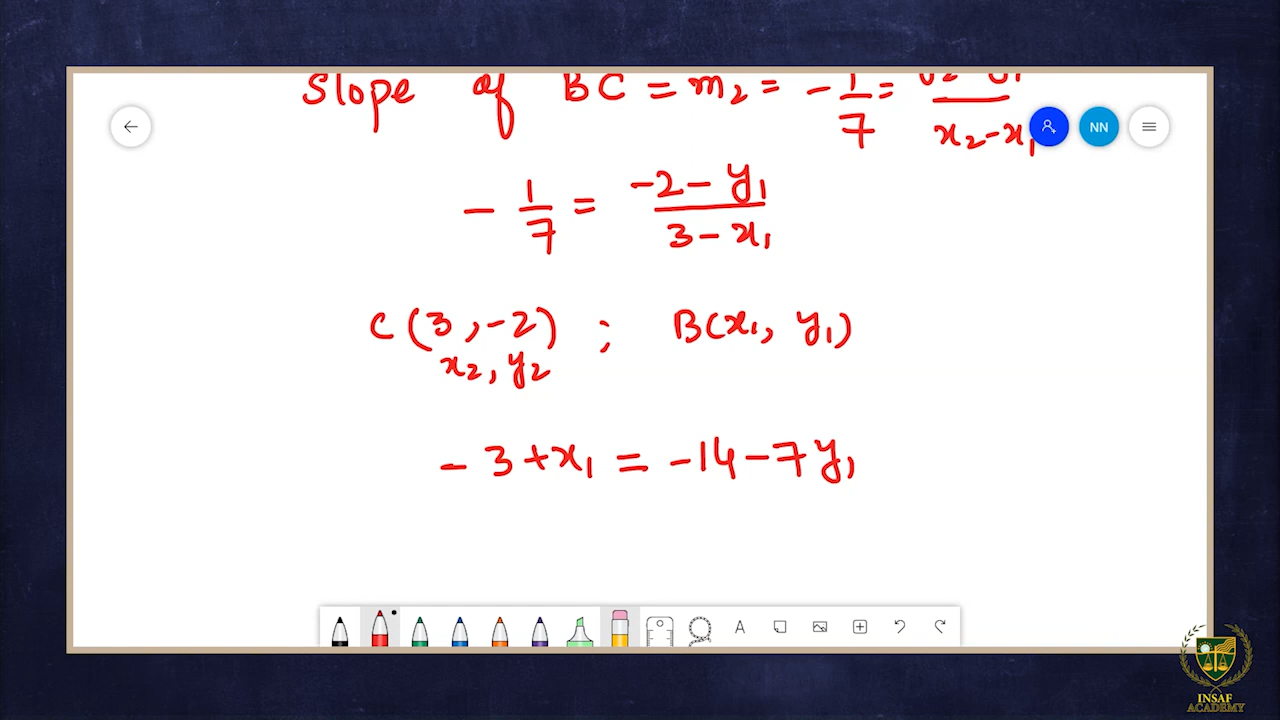 Slope of BC = m₂ = - 1/7 = y₂-y₁/x₂-x₁
NN
- 1/7 = -2-y₁/3-x₁
C(3,-2) ; B(x₁, y₁)
x₂, y₂
-3+x₁ = -14-7y₁
A
INSAF
ACADEMY